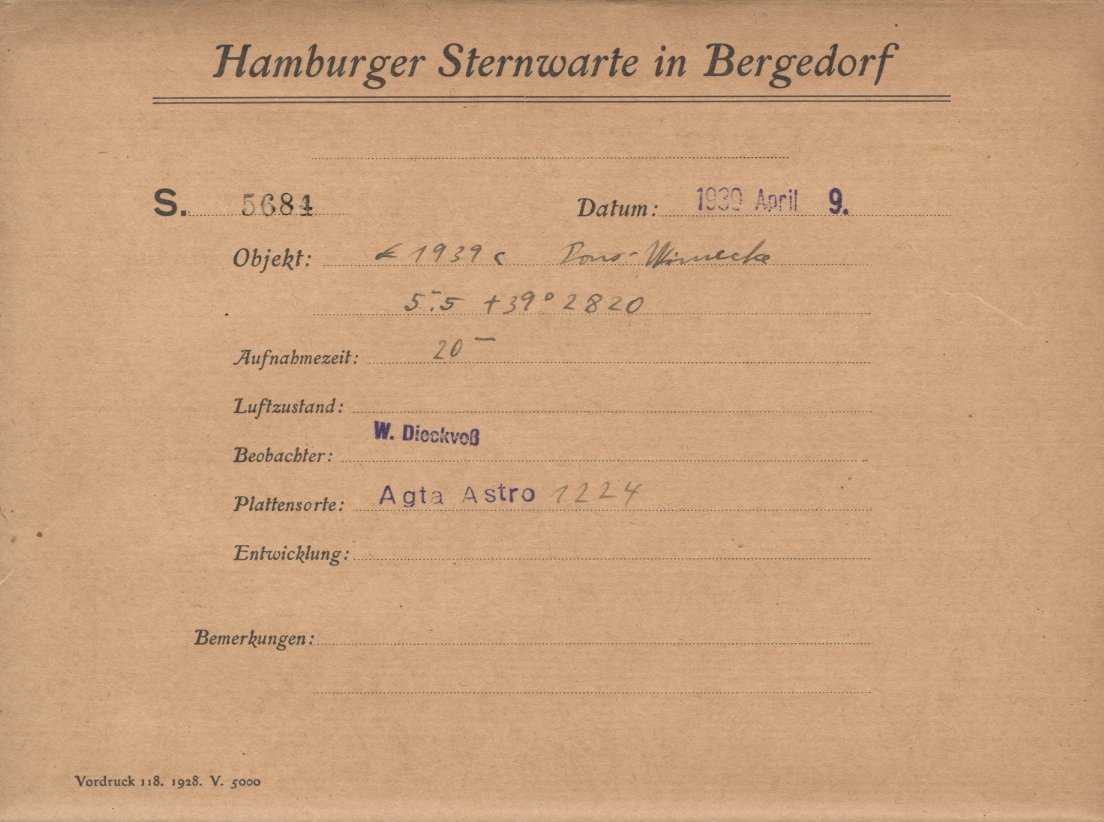 Hamburger Sternwarte in Bergedorf
S. 5684 Datum: 1939 April 9.
Objekt: 1939 c Pons-Winnecke
5.5 +39° 2820
Aufnahmezeit: 20
Luftzustand:
Beobachter: W. Dieckvoß
Plattensorte: Agfa Astro 1224
Entwicklung:
Bemerkungen:
Vordruck 118. 1928. V. 5000